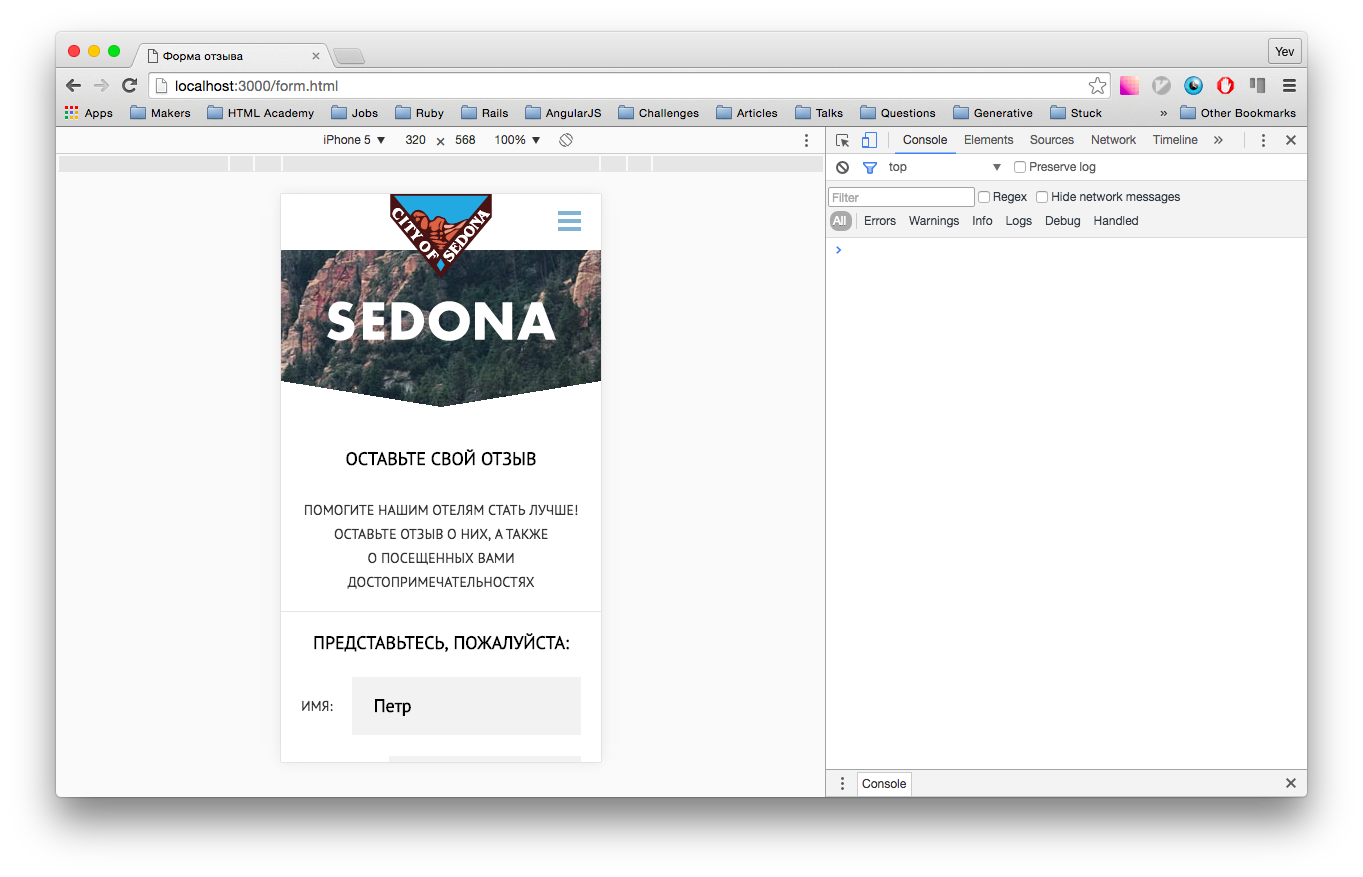 Форма отзыва
Yev
localhost:3000/form.html
Apps Makers HTML Academy Jobs Ruby Rails AngularJS Challenges Articles Talks Questions Generative Stuck » Other Bookmarks
iPhone 5 ▼ 320 × 568 100% ▼
Console Elements Sources Network Timeline »
top ▼ Preserve log
Filter Regex Hide network messages
All Errors Warnings Info Logs Debug Handled
CITY OF SEDONA
SEDONA
ОСТАВЬТЕ СВОЙ ОТЗЫВ
ПОМОГИТЕ НАШИМ ОТЕЛЯМ СТАТЬ ЛУЧШЕ!
ОСТАВЬТЕ ОТЗЫВ О НИХ, А ТАКЖЕ
О ПОСЕЩЕННЫХ ВАМИ
ДОСТОПРИМЕЧАТЕЛЬНОСТЯХ
ПРЕДСТАВЬТЕСЬ, ПОЖАЛУЙСТА:
ИМЯ: Петр
Console